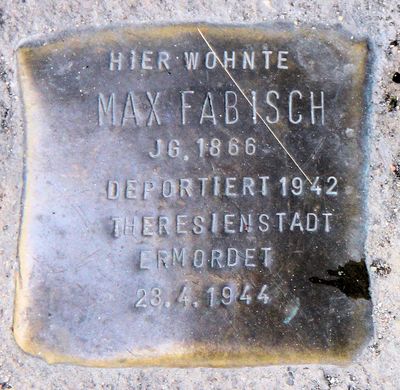 HIER WOHNTE
MAX FABISCH
JG. 1866
DEPORTIERT 1942
THERESIENSTADT
ERMORDET
23.4.1944